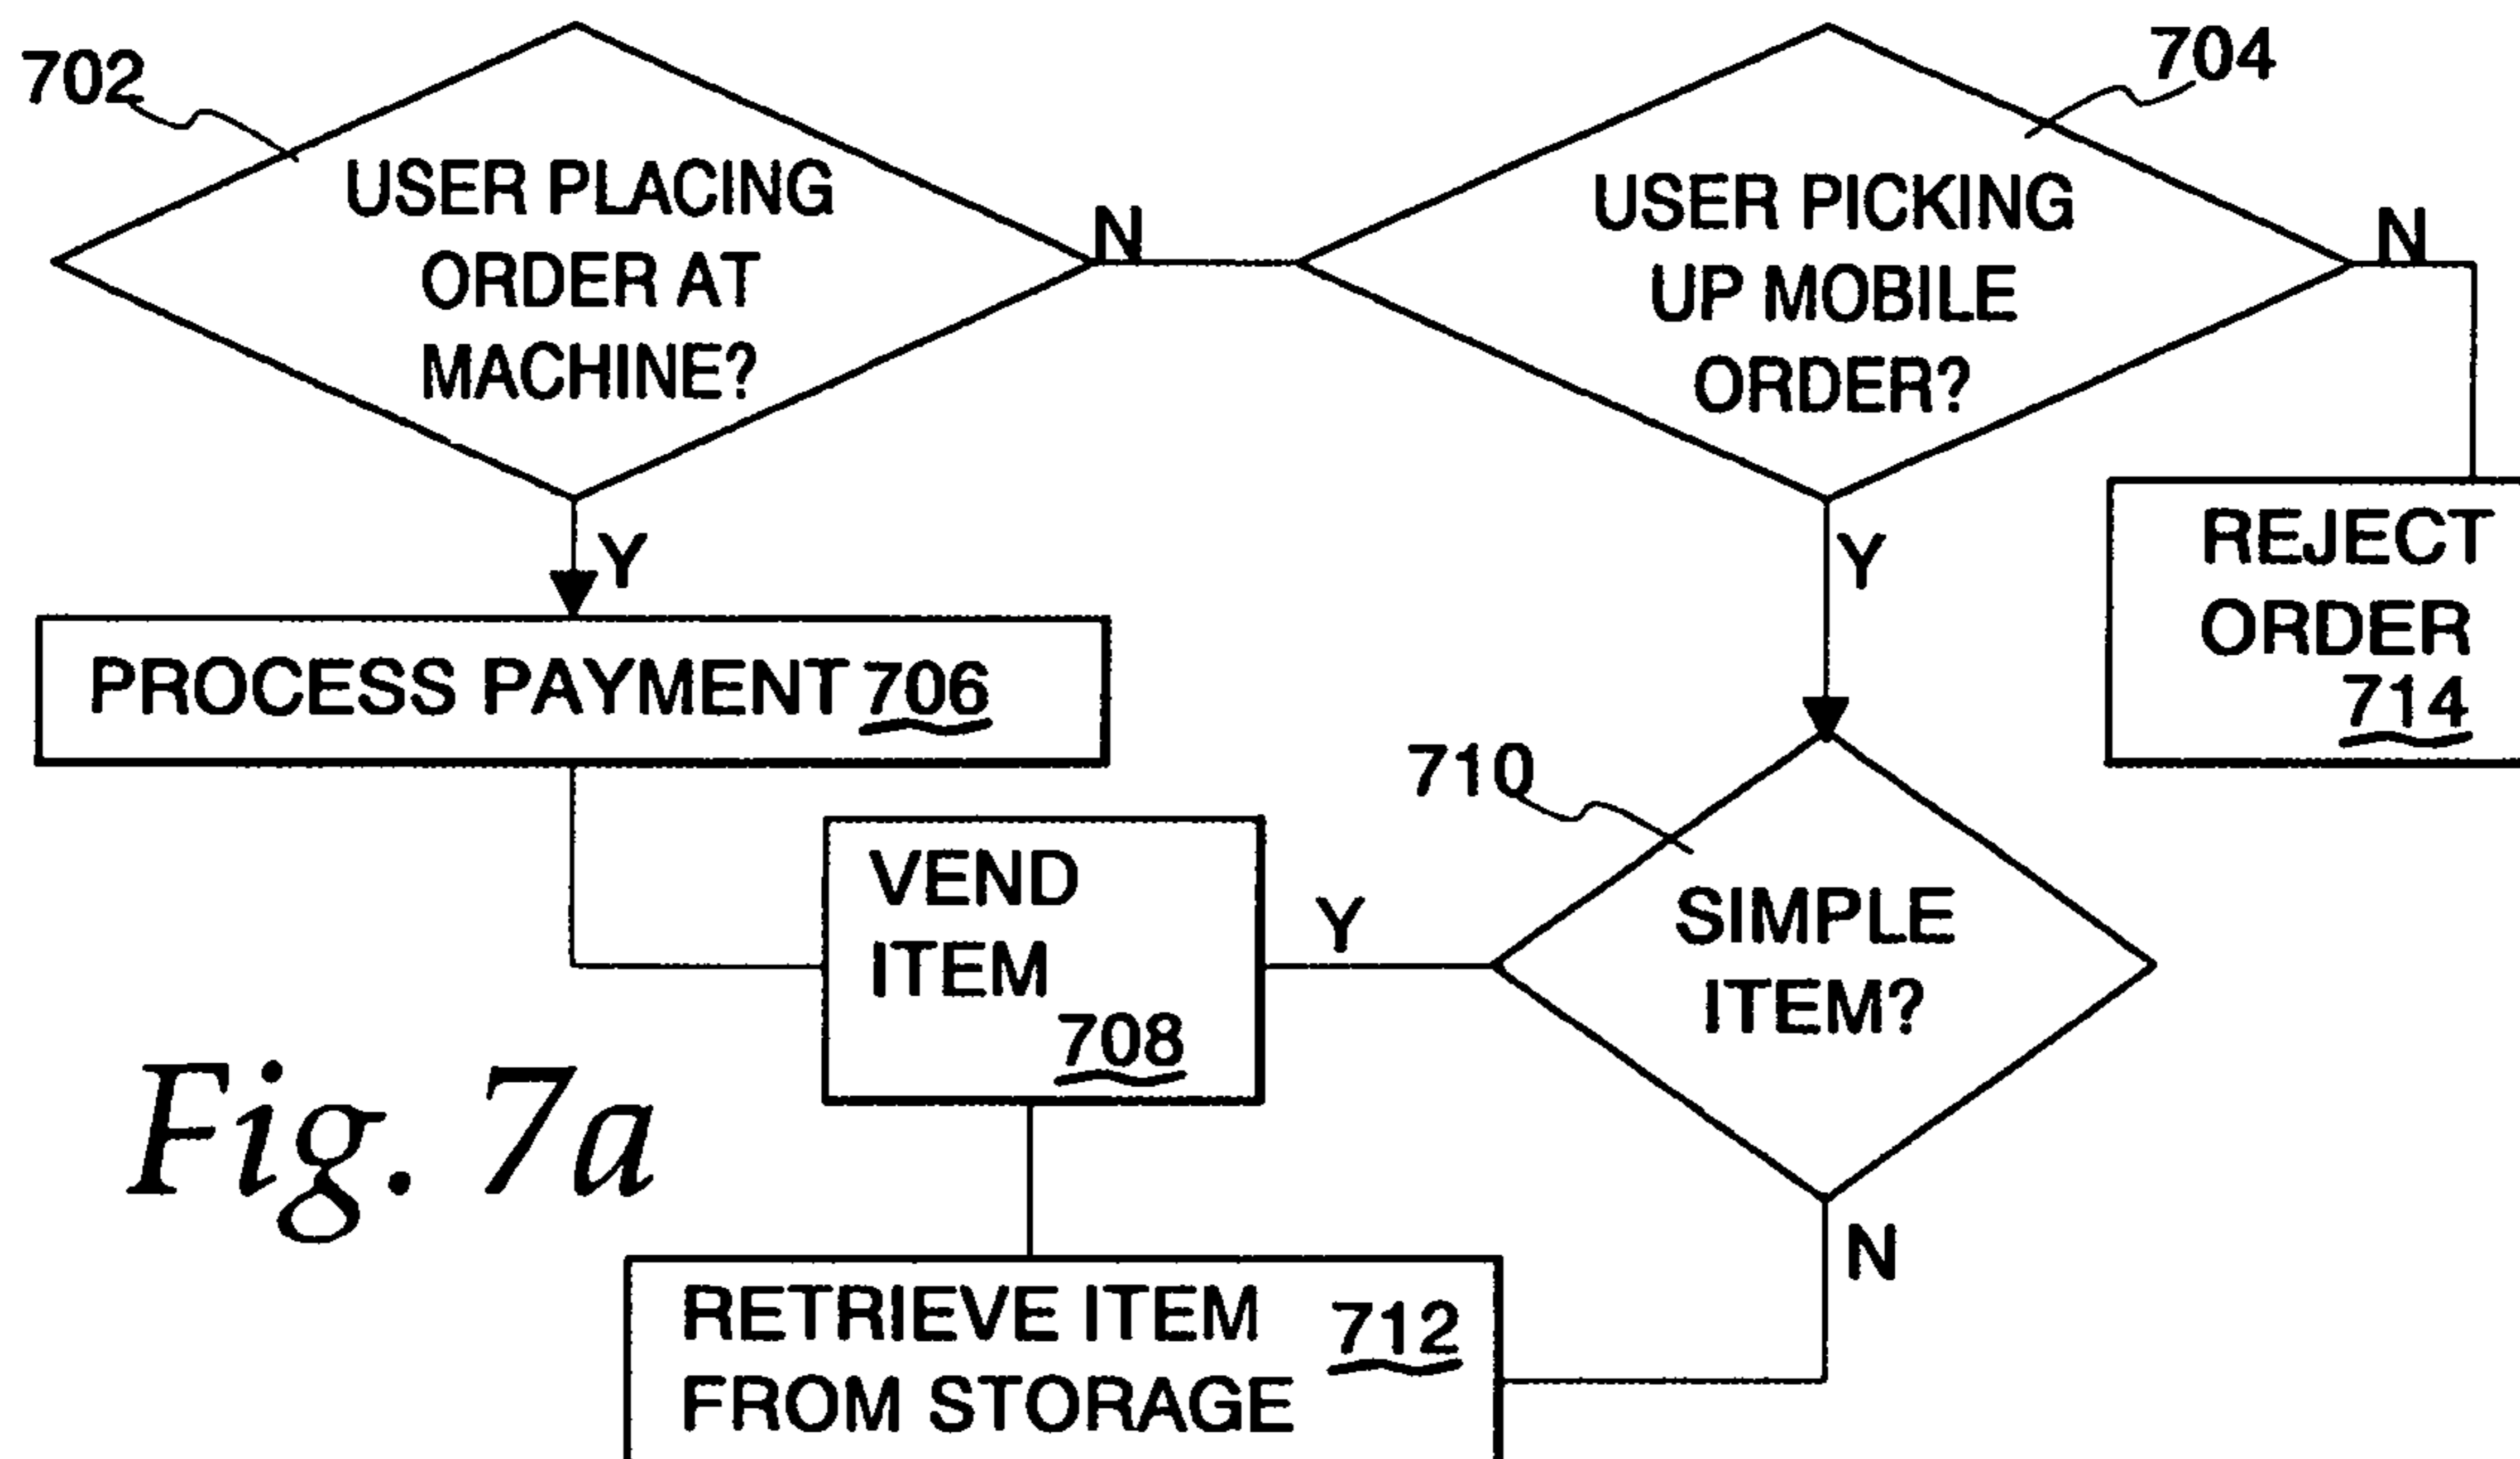 702
USER PLACING
ORDER AT
MACHINE?
N
704
USER PICKING
UP MOBILE
ORDER?
N
Y
Y
REJECT
ORDER
714
PROCESS PAYMENT 706
710
VEND
ITEM
708
Y
SIMPLE
ITEM?
Fig. 7a
N
RETRIEVE ITEM
FROM STORAGE
712